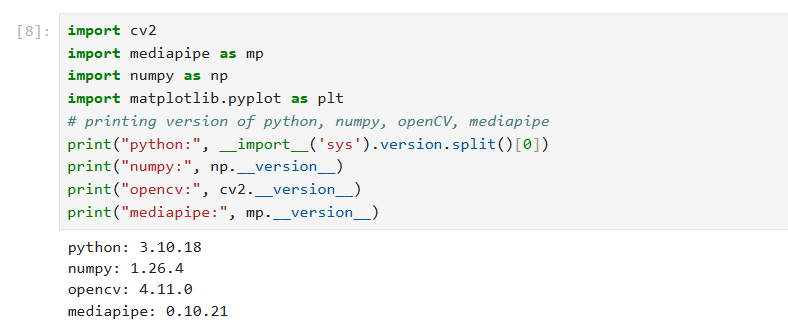 [8]:
import cv2
import mediapipe as mp
import numpy as np
import matplotlib.pyplot as plt
# printing version of python, numpy, openCV, mediapipe
print("python:", __import__('sys').version.split()[0])
print("numpy:", np.__version__)
print("opencv:", cv2.__version__)
print("mediapipe:", mp.__version__)
python: 3.10.18
numpy: 1.26.4
opencv: 4.11.0
mediapipe: 0.10.21